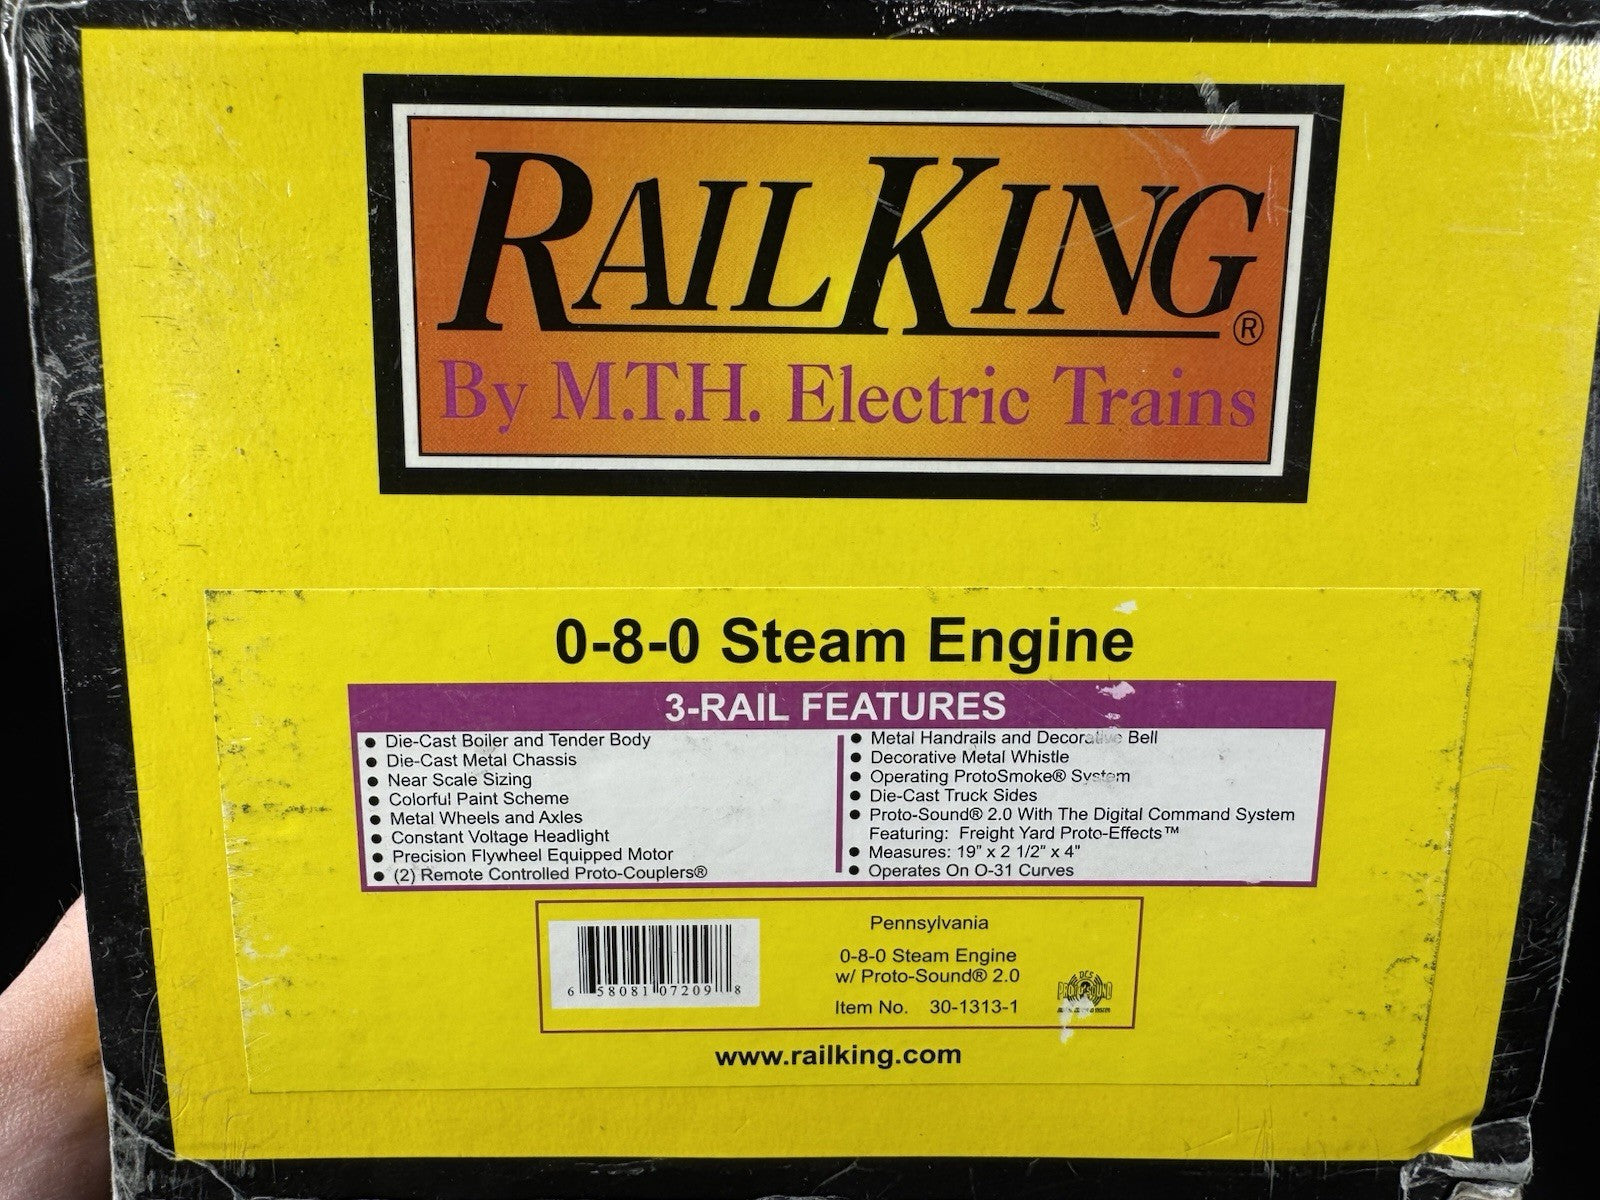 RAILKING®
By M.T.H. Electric Trains
0-8-0 Steam Engine
3-RAIL FEATURES
● Die-Cast Boiler and Tender Body
● Die-Cast Metal Chassis
● Near Scale Sizing
● Colorful Paint Scheme
● Metal Wheels and Axles
● Constant Voltage Headlight
● Precision Flywheel Equipped Motor
● (2) Remote Controlled Proto-Couplers®
● Metal Handrails and Decorative Bell
● Decorative Metal Whistle
● Operating ProtoSmoke® System
● Die-Cast Truck Sides
● Proto-Sound® 2.0 With The Digital Command System
Featuring: Freight Yard Proto-Effects™
● Measures: 19" x 2 1/2" x 4"
● Operates On O-31 Curves
6 58081 07209 8
Pennsylvania
0-8-0 Steam Engine
w/ Proto-Sound® 2.0
Item No. 30-1313-1
DCS
PROTO-SOUND
www.railking.com